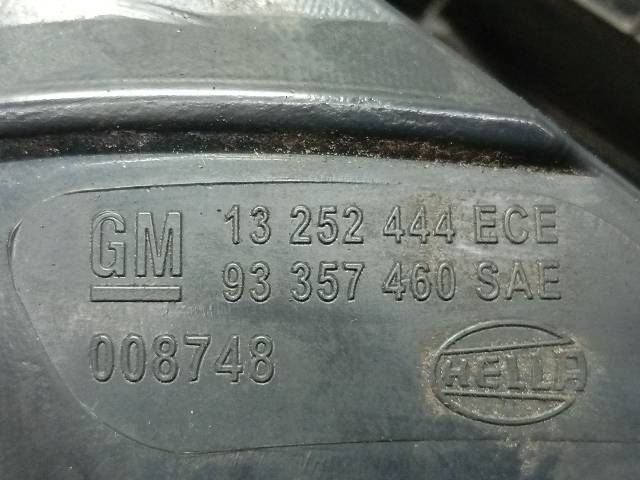 GM 13 252 444 ECE
93 357 460 SAE
008748
HELLA